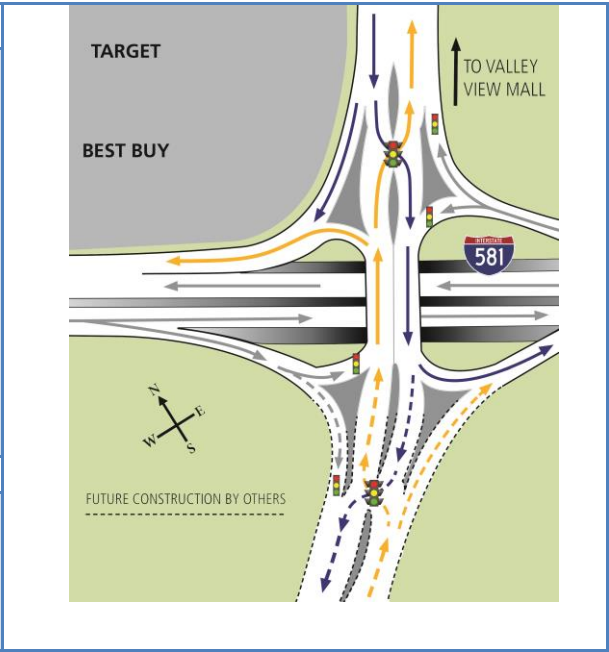 TARGET
BEST BUY
TO VALLEY
VIEW MALL
INTERSTATE
581
N
E
W
S
FUTURE CONSTRUCTION BY OTHERS